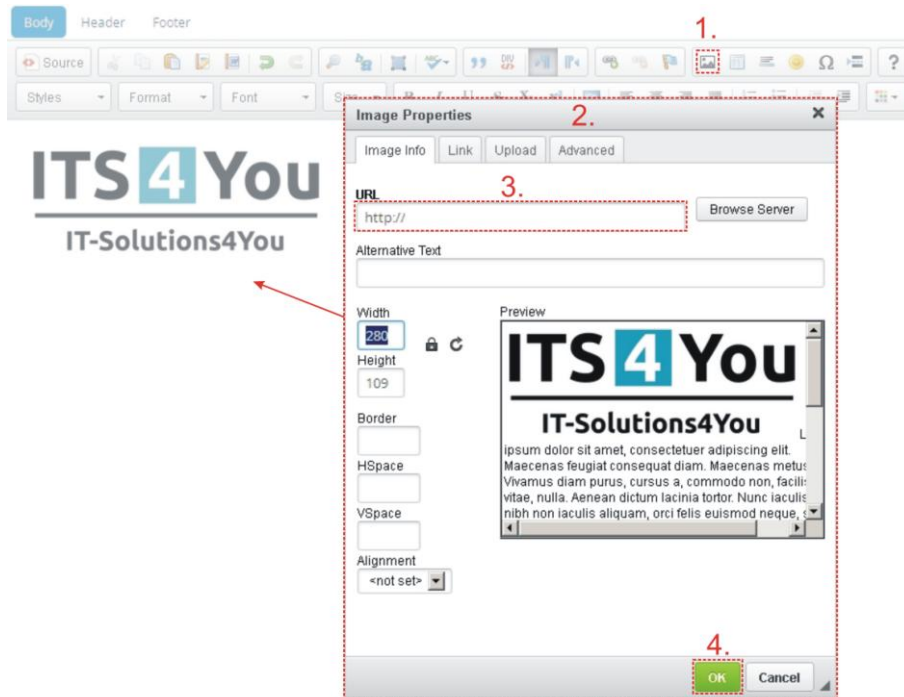 Body Header Footer
1.
Source
Styles Format Font Size
?
Image Properties
2.
Image Info Link Upload Advanced
ITS 4 You
IT-Solutions4You
URL
3.
http://
Browse Server
Alternative Text
Width
280
Height
109
Border
HSpace
VSpace
Alignment
<not set>
Preview
ITS 4 You
IT-Solutions4You L
ipsum dolor sit amet, consectetuer adipiscing elit.
Maecenas feugiat consequat diam. Maecenas metus
Vivamus diam purus, cursus a, commodo non, facilis
vitae, nulla. Aenean dictum lacinia tortor. Nunc iaculis
nibh non iaculis aliquam, orci felis euismod neque, s
4.
OK Cancel